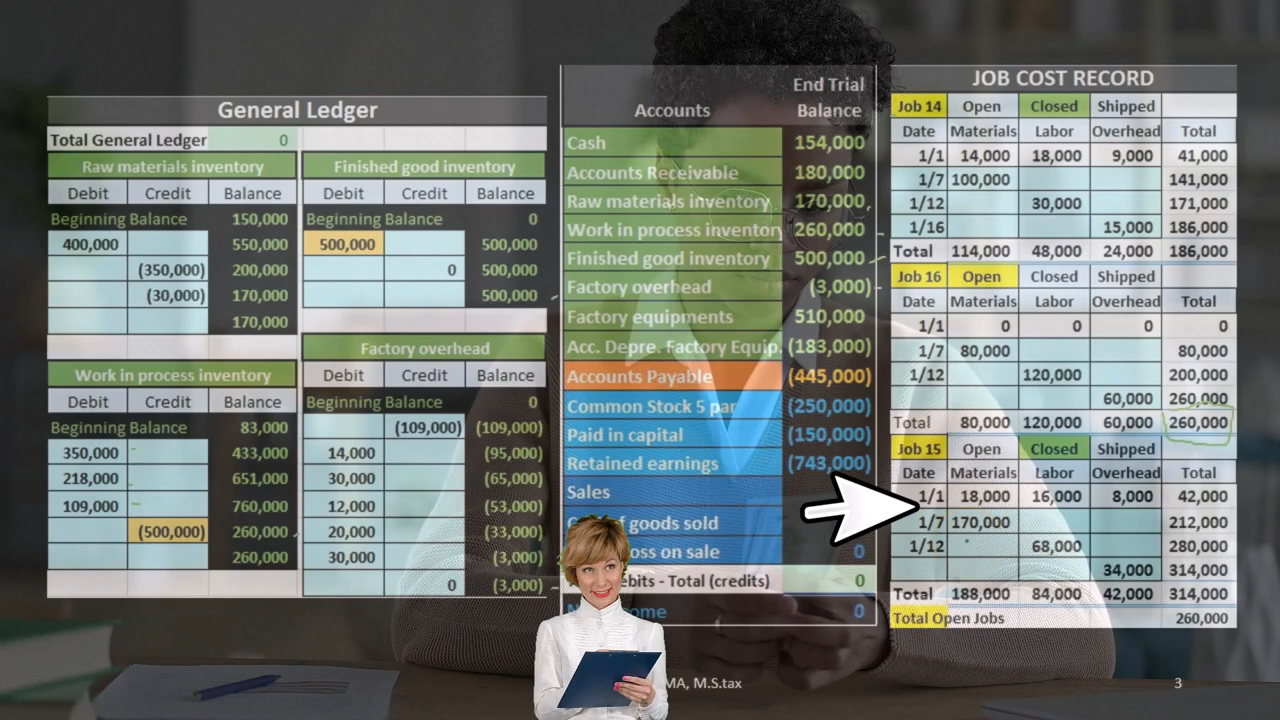 General Ledger
Total General Ledger 0
Raw materials inventory
Debit Credit Balance
Beginning Balance 150,000
400,000 550,000
(350,000) 200,000
(30,000) 170,000
170,000
Work in process inventory
Debit Credit Balance
Beginning Balance 83,000
350,000 433,000
218,000 651,000
109,000 760,000
(500,000) 260,000
260,000
Finished good inventory
Debit Credit Balance
Beginning Balance 0
500,000 500,000
0 500,000
500,000
Factory overhead
Debit Credit Balance
Beginning Balance 0
(109,000) (109,000)
14,000 (95,000)
30,000 (65,000)
12,000 (53,000)
20,000 (33,000)
30,000 (3,000)
0 (3,000)
End Trial
Accounts Balance
Cash 154,000
Accounts Receivable 180,000
Raw materials inventory 170,000
Work in process inventory 260,000
Finished good inventory 500,000
Factory overhead (3,000)
Factory equipments 510,000
Acc. Depre. Factory Equip. (183,000)
Accounts Payable (445,000)
Common Stock 5 par (250,000)
Paid in capital (150,000)
Retained earnings (743,000)
Sales
of goods sold
on sale 0
- Total (credits) 0
0
JOB COST RECORD
Job 14 Open Closed Shipped
Date Materials Labor Overhead Total
1/1 14,000 18,000 9,000 41,000
1/7 100,000 141,000
1/12 30,000 171,000
1/16 15,000 186,000
Total 114,000 48,000 24,000 186,000
Job 16 Open Closed Shipped
Date Materials Labor Overhead Total
1/1 0 0 0 0
1/7 80,000 80,000
1/12 120,000 200,000
60,000 260,000
Total 80,000 120,000 60,000 260,000
Job 15 Open Closed Shipped
Date Materials Labor Overhead Total
1/1 18,000 16,000 8,000 42,000
1/7 170,000 212,000
1/12 68,000 280,000
34,000 314,000
Total 188,000 84,000 42,000 314,000
Total Open Jobs 260,000
MA, M.S.tax
3